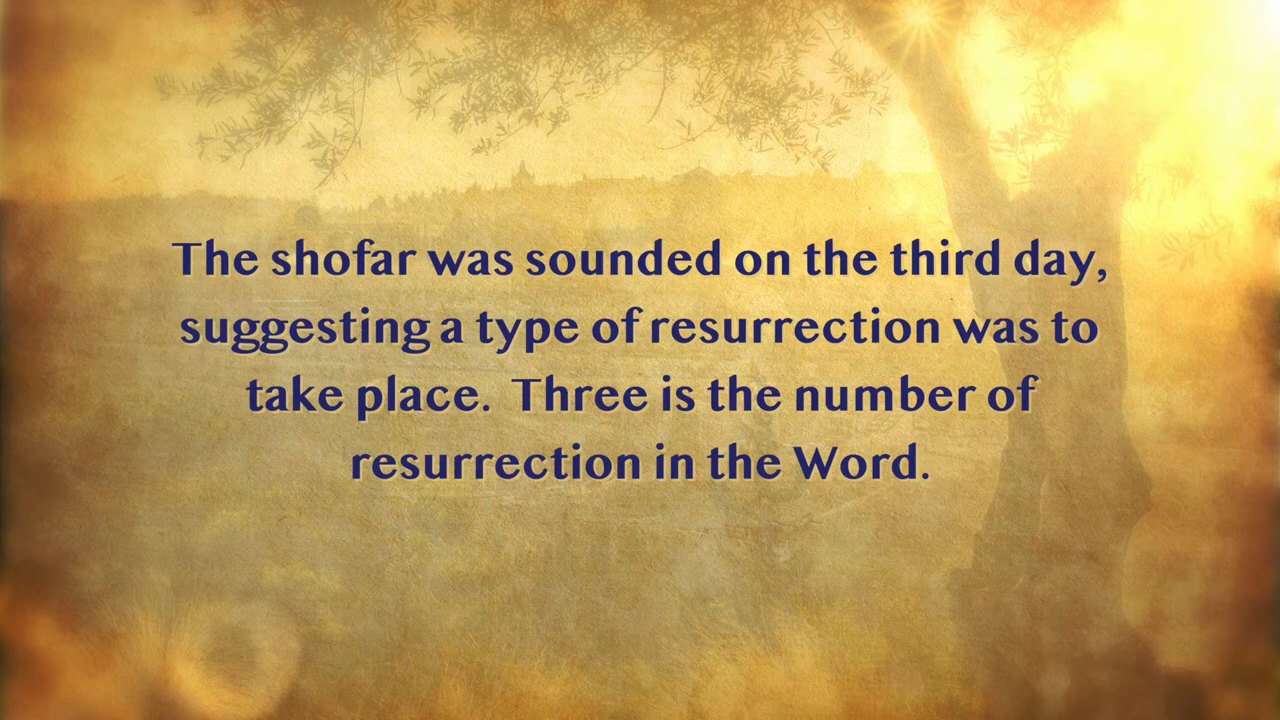 The shofar was sounded on the third day,
suggesting a type of resurrection was to
take place.  Three is the number of
resurrection in the Word.